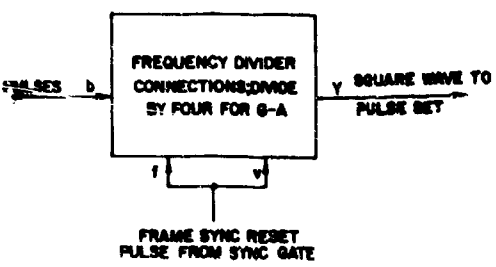 FREQUENCY DIVIDER
CONNECTIONS; DIVIDE
BY FOUR FOR G-A
PULSES b
Y SQUARE WAVE TO
PULSE SET
f v
FRAME SYNC RESET
PULSE FROM SYNC GATE